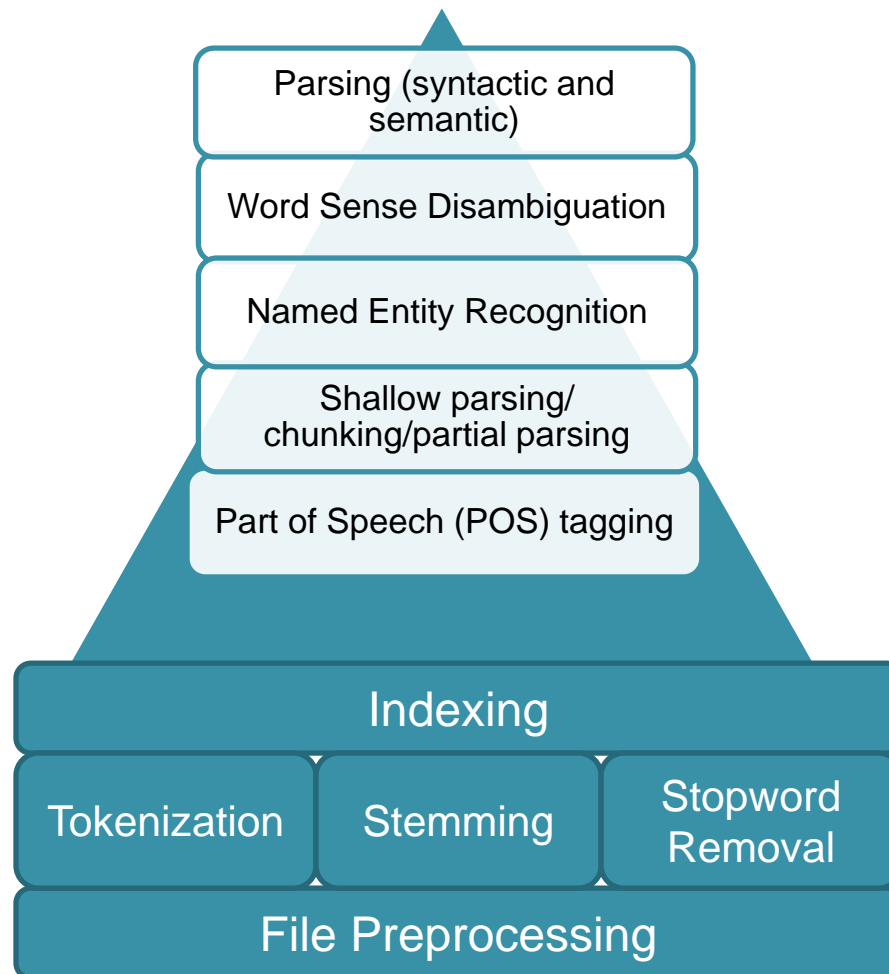 Parsing (syntactic and
semantic)
Word Sense Disambiguation
Named Entity Recognition
Shallow parsing/
chunking/partial parsing
Part of Speech (POS) tagging
Indexing
Tokenization
Stemming
Stopword
Removal
File Preprocessing